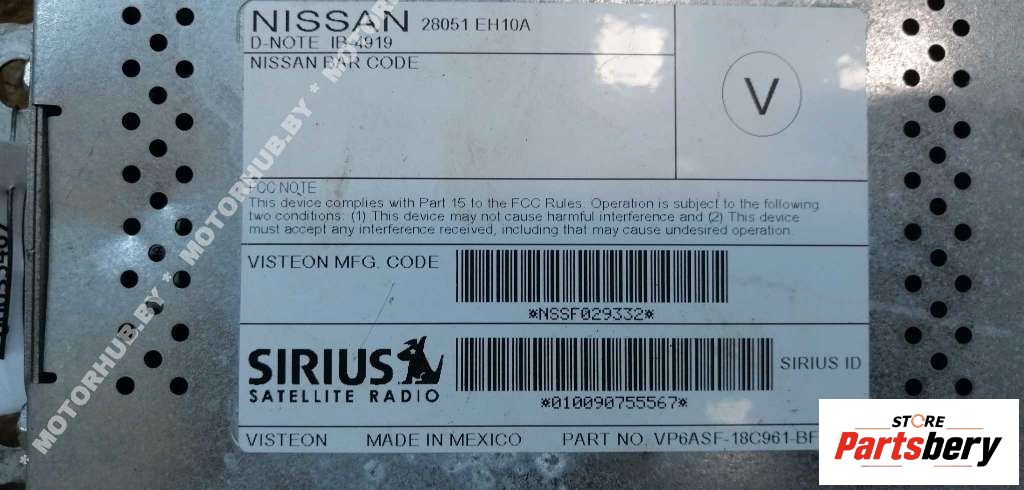 NISSAN 28051 EH10A
D-NOTE IB-4919
NISSAN BAR CODE
V
FCC NOTE
This device complies with Part 15 to the FCC Rules. Operation is subject to the following
two conditions: (1) This device may not cause harmful interference and (2) This device
must accept any interference received, including that may cause undesired operation.
VISTEON MFG. CODE
*NSSF029332*
SIRIUS
SATELLITE RADIO
SIRIUS ID
*010090755567*
VISTEON MADE IN MEXICO PART NO. VP6ASF-18C961-BF
* MOTORHUB.BY * MOTORHUB.BY * MOTORHUB.BY *
STORE
Partsbery